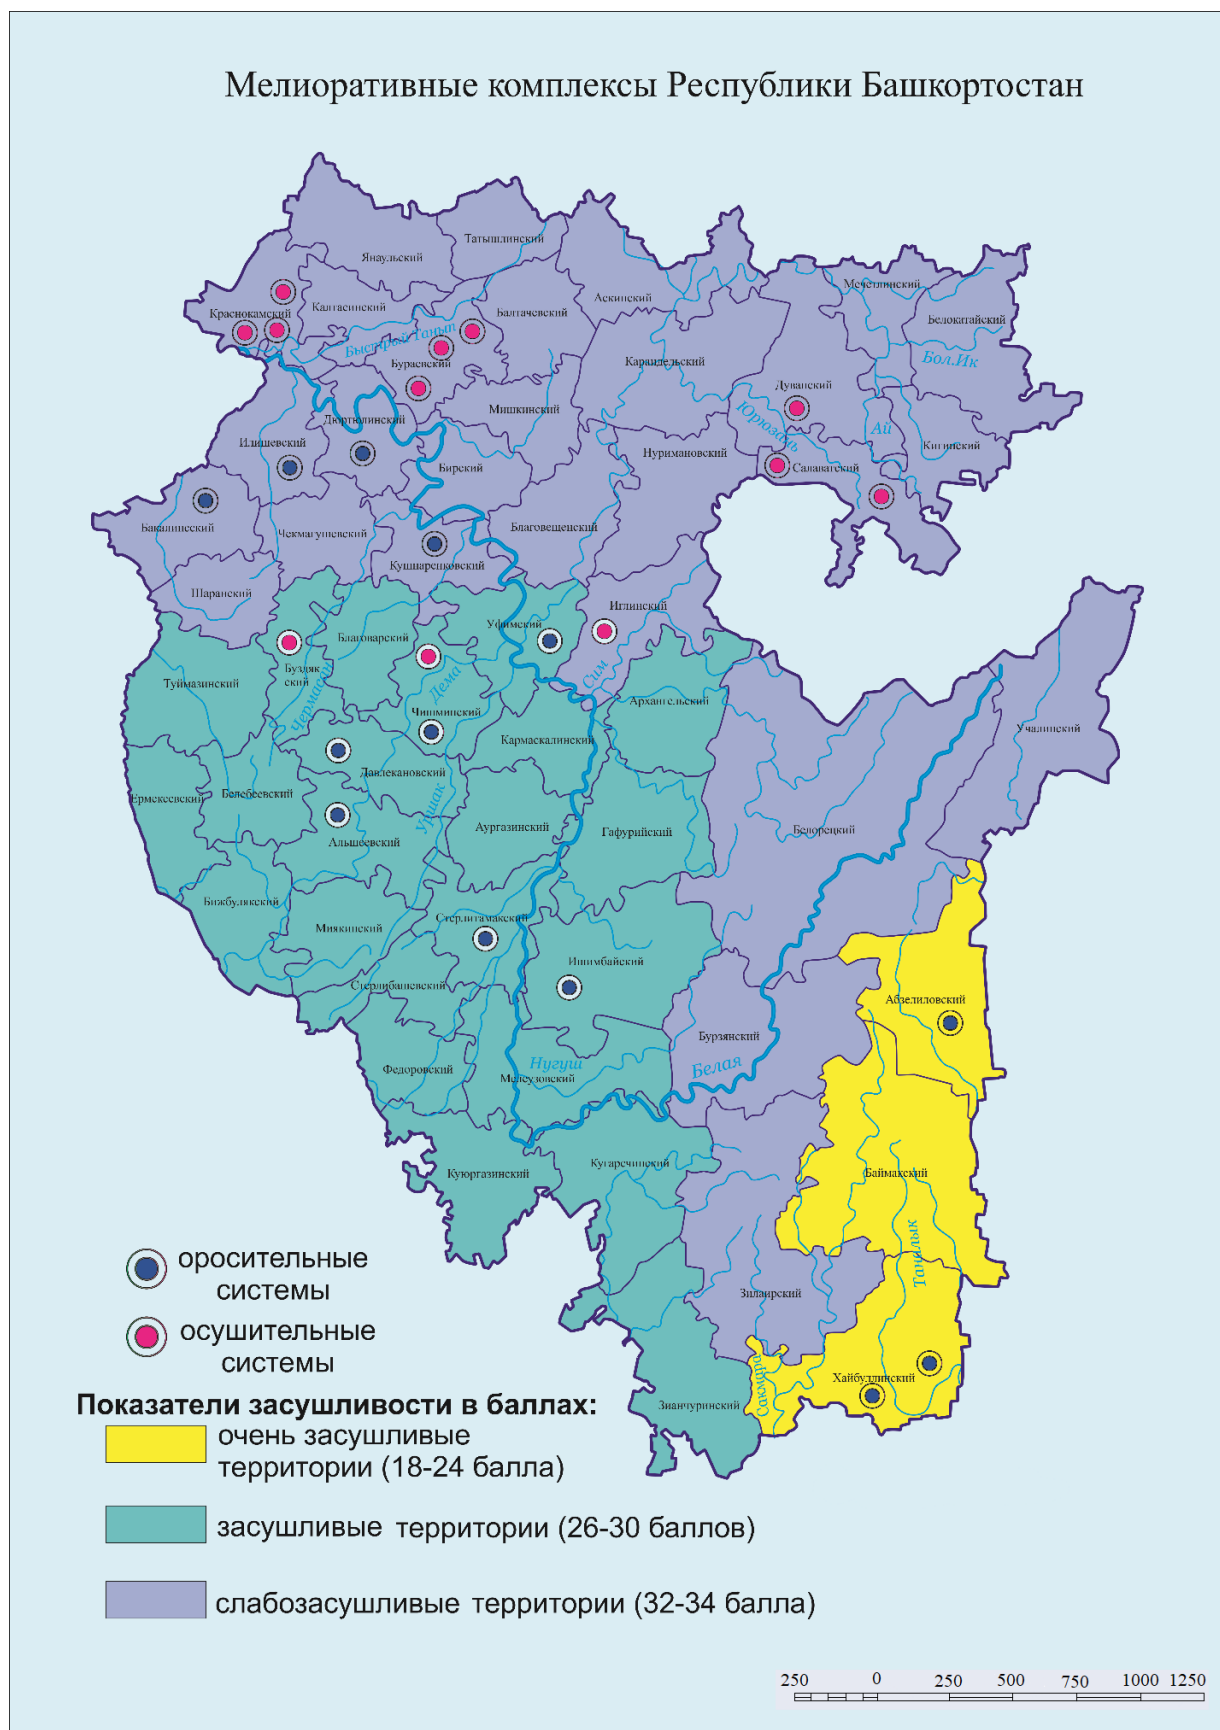 Мелиоративные комплексы Республики Башкортостан
Татышлинский
Янаульский
Аскинский
Мечетлинский
Краснокамский
Калтасинский
Балтачевский
Белокатайский
Быстрый Танып
Бураевский
Караидельский
Бол.Ик
Дуванский
Мишкинский
Юрюзань
Дюртюлинский
Ай
Илишевский
Кигинский
Нуримановский
Бирский
Салаватский
Бакалинсский
Чекмагушевский
Благовещенский
Кушнаренковский
Шаранский
Иглинский
Уфимский
Благоварский
Буздяк
ский
Туймазинский
Сим
Дема
Чермасан
Архангельский
Чишминский
Учалинский
Кармаскалинский
Давлекановский
Ермекеевский
Белебеевский
Уршак
Аургазинский
Гафурийский
Белорецкий
Альшеевский
Бижбулякский
Стерлитамакский
Миякинский
Ишимбайский
Стерлибашевский
Абзелиловский
Бурзянский
Нугуш
Белая
Федоровский
Мелеузовский
Кугарчинский
Куюргазинский
Баймакский
Таналык
Зилаирский
Хайбуллинский
Сакмара
Зианчуринский
оросительные
системы
осушительные
системы
Показатели засушливости в баллах:
очень засушливые
территории (18-24 балла)
засушливые территории (26-30 баллов)
слабозасушливые территории (32-34 балла)
250 0 250 500 750 1000 1250